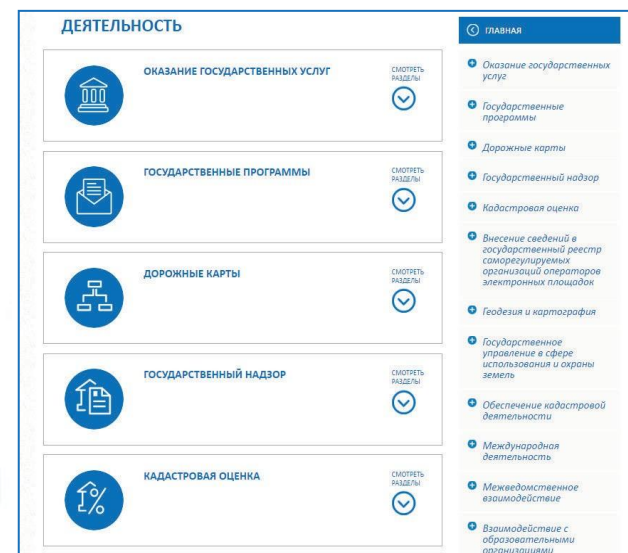 ДЕЯТЕЛЬНОСТЬ
ОКАЗАНИЕ ГОСУДАРСТВЕННЫХ УСЛУГ
СМОТРЕТЬ
РАЗДЕЛЫ
ГОСУДАРСТВЕННЫЕ ПРОГРАММЫ
СМОТРЕТЬ
РАЗДЕЛЫ
ДОРОЖНЫЕ КАРТЫ
СМОТРЕТЬ
РАЗДЕЛЫ
ГОСУДАРСТВЕННЫЙ НАДЗОР
СМОТРЕТЬ
РАЗДЕЛЫ
КАДАСТРОВАЯ ОЦЕНКА
СМОТРЕТЬ
РАЗДЕЛЫ
ГЛАВНАЯ
Оказание государственных
услуг
Государственные
программы
Дорожные карты
Государственный надзор
Кадастровая оценка
Внесение сведений в
государственный реестр
саморегулируемых
организаций операторов
электронных площадок
Геодезия и картография
Государственное
управление в сфере
использования и охраны
земель
Обеспечение кадастровой
деятельности
Международная
деятельность
Межведомственное
взаимодействие
Взаимодействие с
образовательными
организациями